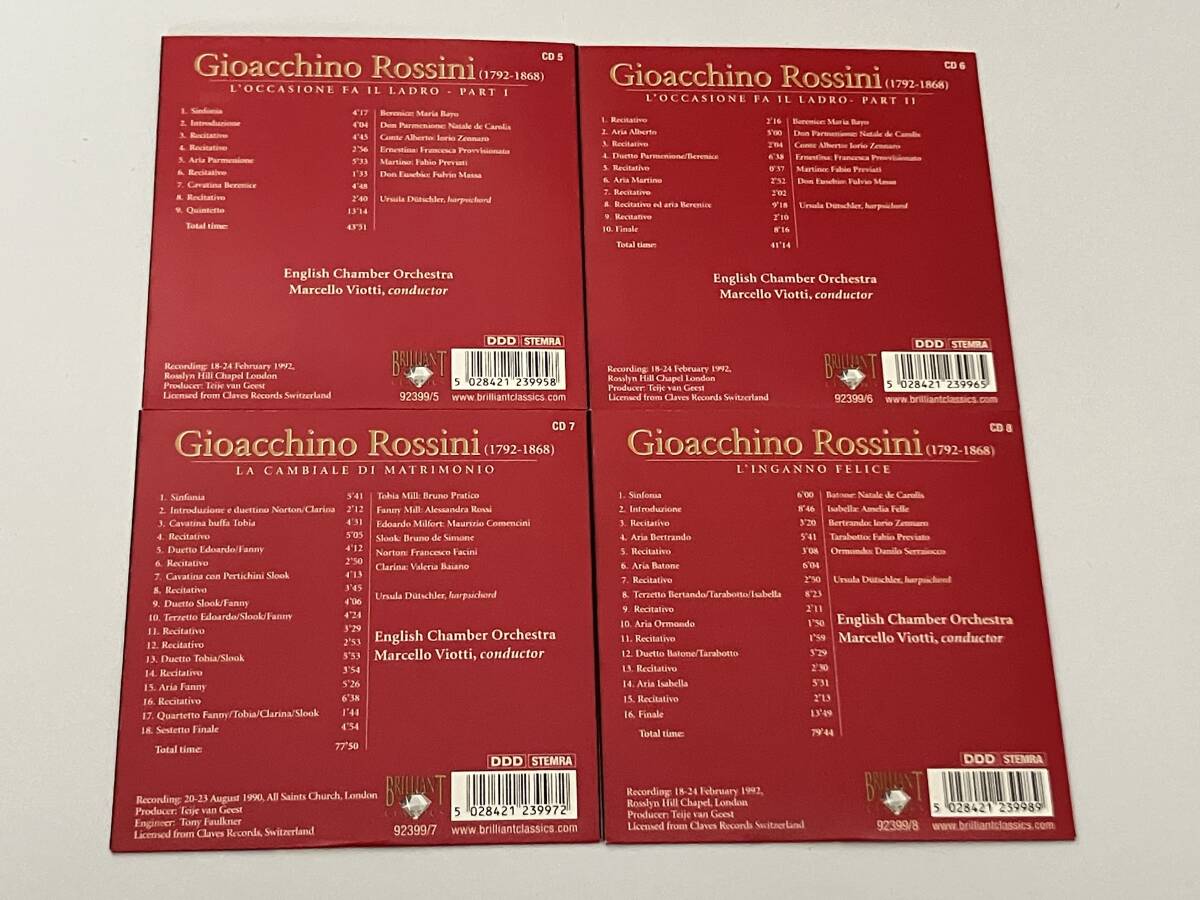 CD 5
Gioacchino Rossini (1792-1868)
L'OCCASIONE FA IL LADRO - PART I
1. Sinfonia 4'17
2. Introduzione 4'04
3. Recitativo 4'45
4. Recitativo 2'56
5. Aria Parmenione 5'33
6. Recitativo 1'33
7. Cavatina Berenice 4'48
8. Recitativo 2'40
9. Quintetto 13'14
Total time: 43'51
Berenice: Maria Bayo
Don Parmenione: Natale de Carolis
Conte Alberto: Iorio Zennaro
Ernestina: Francesca Provvisionato
Martino: Fabio Previati
Don Eusebio: Fulvio Massa
Ursula Dütschler, harpsichord
English Chamber Orchestra
Marcello Viotti, conductor
Recording: 18-24 February 1992,
Rosslyn Hill Chapel London
Producer: Teije van Geest
Licensed from Claves Records Switzerland
BRILLIANT
CLASSICS
92399/5
DDD STEMRA
5 028421 239958
www.brilliantclassics.com
CD 6
Gioacchino Rossini (1792-1868)
L'OCCASIONE FA IL LADRO- PART II
1. Recitativo 2'16
2. Aria Alberto 5'00
3. Recitativo 2'04
4. Duetto Parmenione/Berenice 6'38
5. Recitativo 0'37
6. Aria Martino 2'52
7. Recitativo 2'02
8. Recitativo ed aria Berenice 9'18
9. Recitativo 2'10
10. Finale 8'16
Total time: 41'14
Berenice: Maria Bayo
Don Parmenione: Natale de Carolis
Conte Alberto: Iorio Zennaro
Ernestina: Francesca Provvisionato
Martino: Fabio Previati
Don Eusebio: Fulvio Massa
Ursula Dütschler, harpsichord
English Chamber Orchestra
Marcello Viotti, conductor
Recording: 18-24 February 1992,
Rosslyn Hill Chapel London
Producer: Teije van Geest
Licensed from Claves Records Switzerland
BRILLIANT
CLASSICS
92399/6
DDD STEMRA
5 028421 239965
www.brilliantclassics.com
CD 7
Gioacchino Rossini (1792-1868)
LA CAMBIALE DI MATRIMONIO
1. Sinfonia 5'41
2. Introduzione e duettino Norton/Clarina 2'12
3. Cavatina buffa Tobia 4'31
4. Recitativo 5'05
5. Duetto Edoardo/Fanny 4'12
6. Recitativo 2'50
7. Cavatina con Pertichini Slook 4'13
8. Recitativo 3'45
9. Duetto Slook/Fanny 4'06
10. Terzetto Edoardo/Slook/Fanny 4'24
11. Recitativo 3'29
12. Recitativo 2'53
13. Duetto Tobia/Slook 5'53
14. Recitativo 3'54
15. Aria Fanny 5'26
16. Recitativo 6'38
17. Quartetto Fanny/Tobia/Clarina/Slook 1'44
18. Sestetto Finale 4'54
Total time: 77'50
Tobia Mill: Bruno Pratico
Fanny Mill: Alessandra Rossi
Edoardo Milfort: Maurizio Comencini
Slook: Bruno de Simone
Norton: Francesco Facini
Clarina: Valeria Baiano
Ursula Dütschler, harpsichord
English Chamber Orchestra
Marcello Viotti, conductor
Recording: 20-23 August 1990, All Saints Church, London
Producer: Teije van Geest
Engineer: Tony Faulkner
Licensed from Claves Records, Switzerland
BRILLIANT
CLASSICS
92399/7
DDD STEMRA
5 028421 239972
www.brilliantclassics.com
CD 8
Gioacchino Rossini (1792-1868)
L'INGANNO FELICE
1. Sinfonia 6'00
2. Introduzione 8'46
3. Recitativo 3'20
4. Aria Bertrando 5'41
5. Recitativo 3'08
6. Aria Batone 6'04
7. Recitativo 2'50
8. Terzetto Bertando/Tarabotto/Isabella 8'23
9. Recitativo 2'11
10. Aria Ormondo 1'50
11. Recitativo 1'59
12. Duetto Batone/Tarabotto 5'29
13. Recitativo 2'30
14. Aria Isabella 5'31
15. Recitativo 2'13
16. Finale 13'49
Total time: 79'44
Batone: Natale de Carolis
Isabella: Amelia Felle
Bertrando: Iorio Zennaro
Tarabotto: Fabio Previato
Ormondo: Danilo Serraiocco
Ursula Dütschler, harpsichord
English Chamber Orchestra
Marcello Viotti, conductor
Recording: 18-24 February 1992,
Rosslyn Hill Chapel, London
Producer: Teije van Geest
Licensed from Claves Records Switzerland
BRILLIANT
CLASSICS
92399/8
DDD STEMRA
5 028421 239989
www.brilliantclassics.com